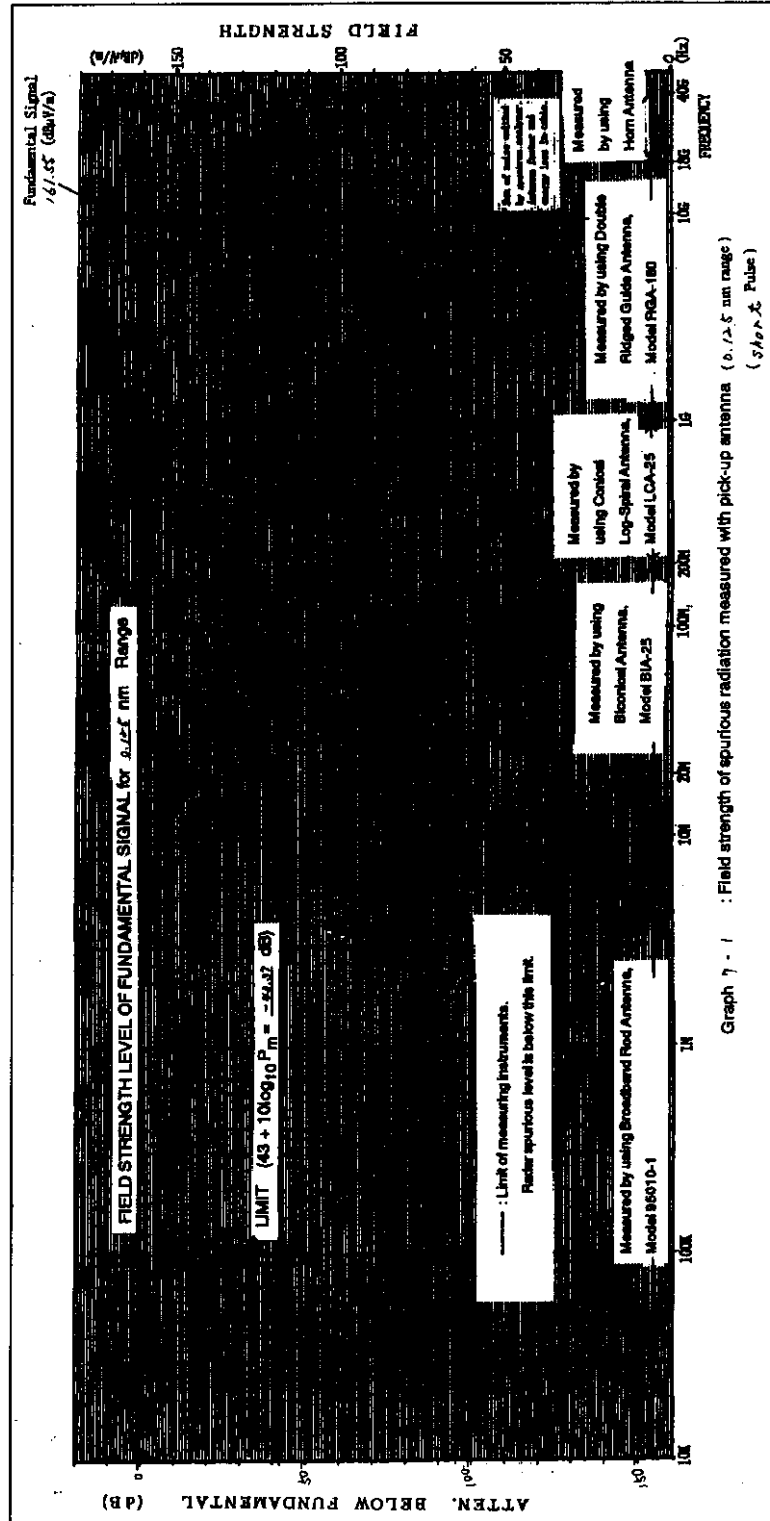 Fundamental Signal
161.55 (dBμV/m)
FIELD STRENGTH
(dBμV/m)
150
100
50
0
(Hz)
ATTEN. BELOW FUNDAMENTAL (dB)
0
50
100
150
FIELD STRENGTH LEVEL OF FUNDAMENTAL SIGNAL for 0.125 nm Range
LIMIT (43 + 10log10 Pm = dB)
: Limit of measuring instruments.
Radar spurious level is below this limit.
Measured by using Broadband Rod Antenna,
Model 95010-1
Measured by using
Biconical Antenna,
Model BIA-25
Measured by
using Conical
Log-Spiral Antenna,
Model LCA-25
Measured by using Double
Ridged Guide Antenna,
Model RGA-180
Measured
by using
Horn Antenna
10K
100K
1M
10M
20M
100M
200M
1G
10G
18G
40G
FREQUENCY
Graph 7 - 1 : Field strength of spurious radiation measured with pick-up antenna (0.125 nm range)
(short Pulse)